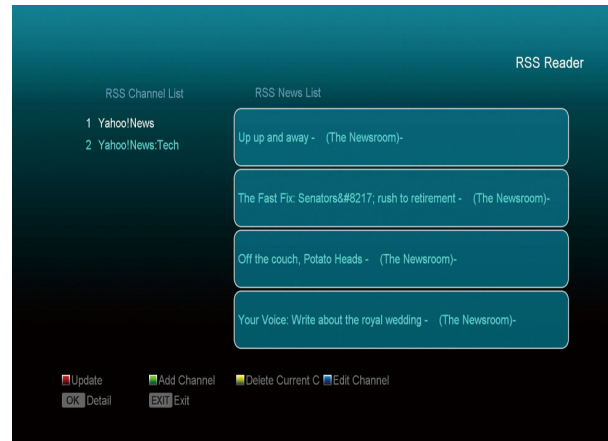 RSS Reader
RSS Channel List
RSS News List
1 Yahoo!News
2 Yahoo!News:Tech
Up up and away - (The Newsroom)-
The Fast Fix: Senators&#8217; rush to retirement - (The Newsroom)-
Off the couch, Potato Heads - (The Newsroom)-
Your Voice: Write about the royal wedding - (The Newsroom)-
Update Add Channel Delete Current C Edit Channel
OK Detail EXIT Exit